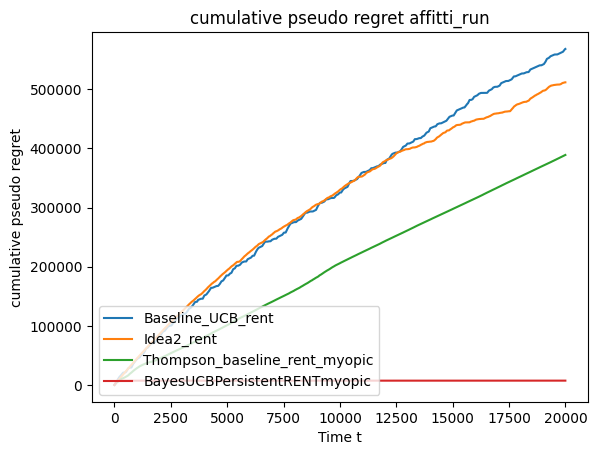 cumulative pseudo regret affitti_run
cumulative pseudo regret
500000
400000
300000
200000
100000
0
Baseline_UCB_rent
Idea2_rent
Thompson_baseline_rent_myopic
BayesUCBPersistentRENTmyopic
0 2500 5000 7500 10000 12500 15000 17500 20000
Time t